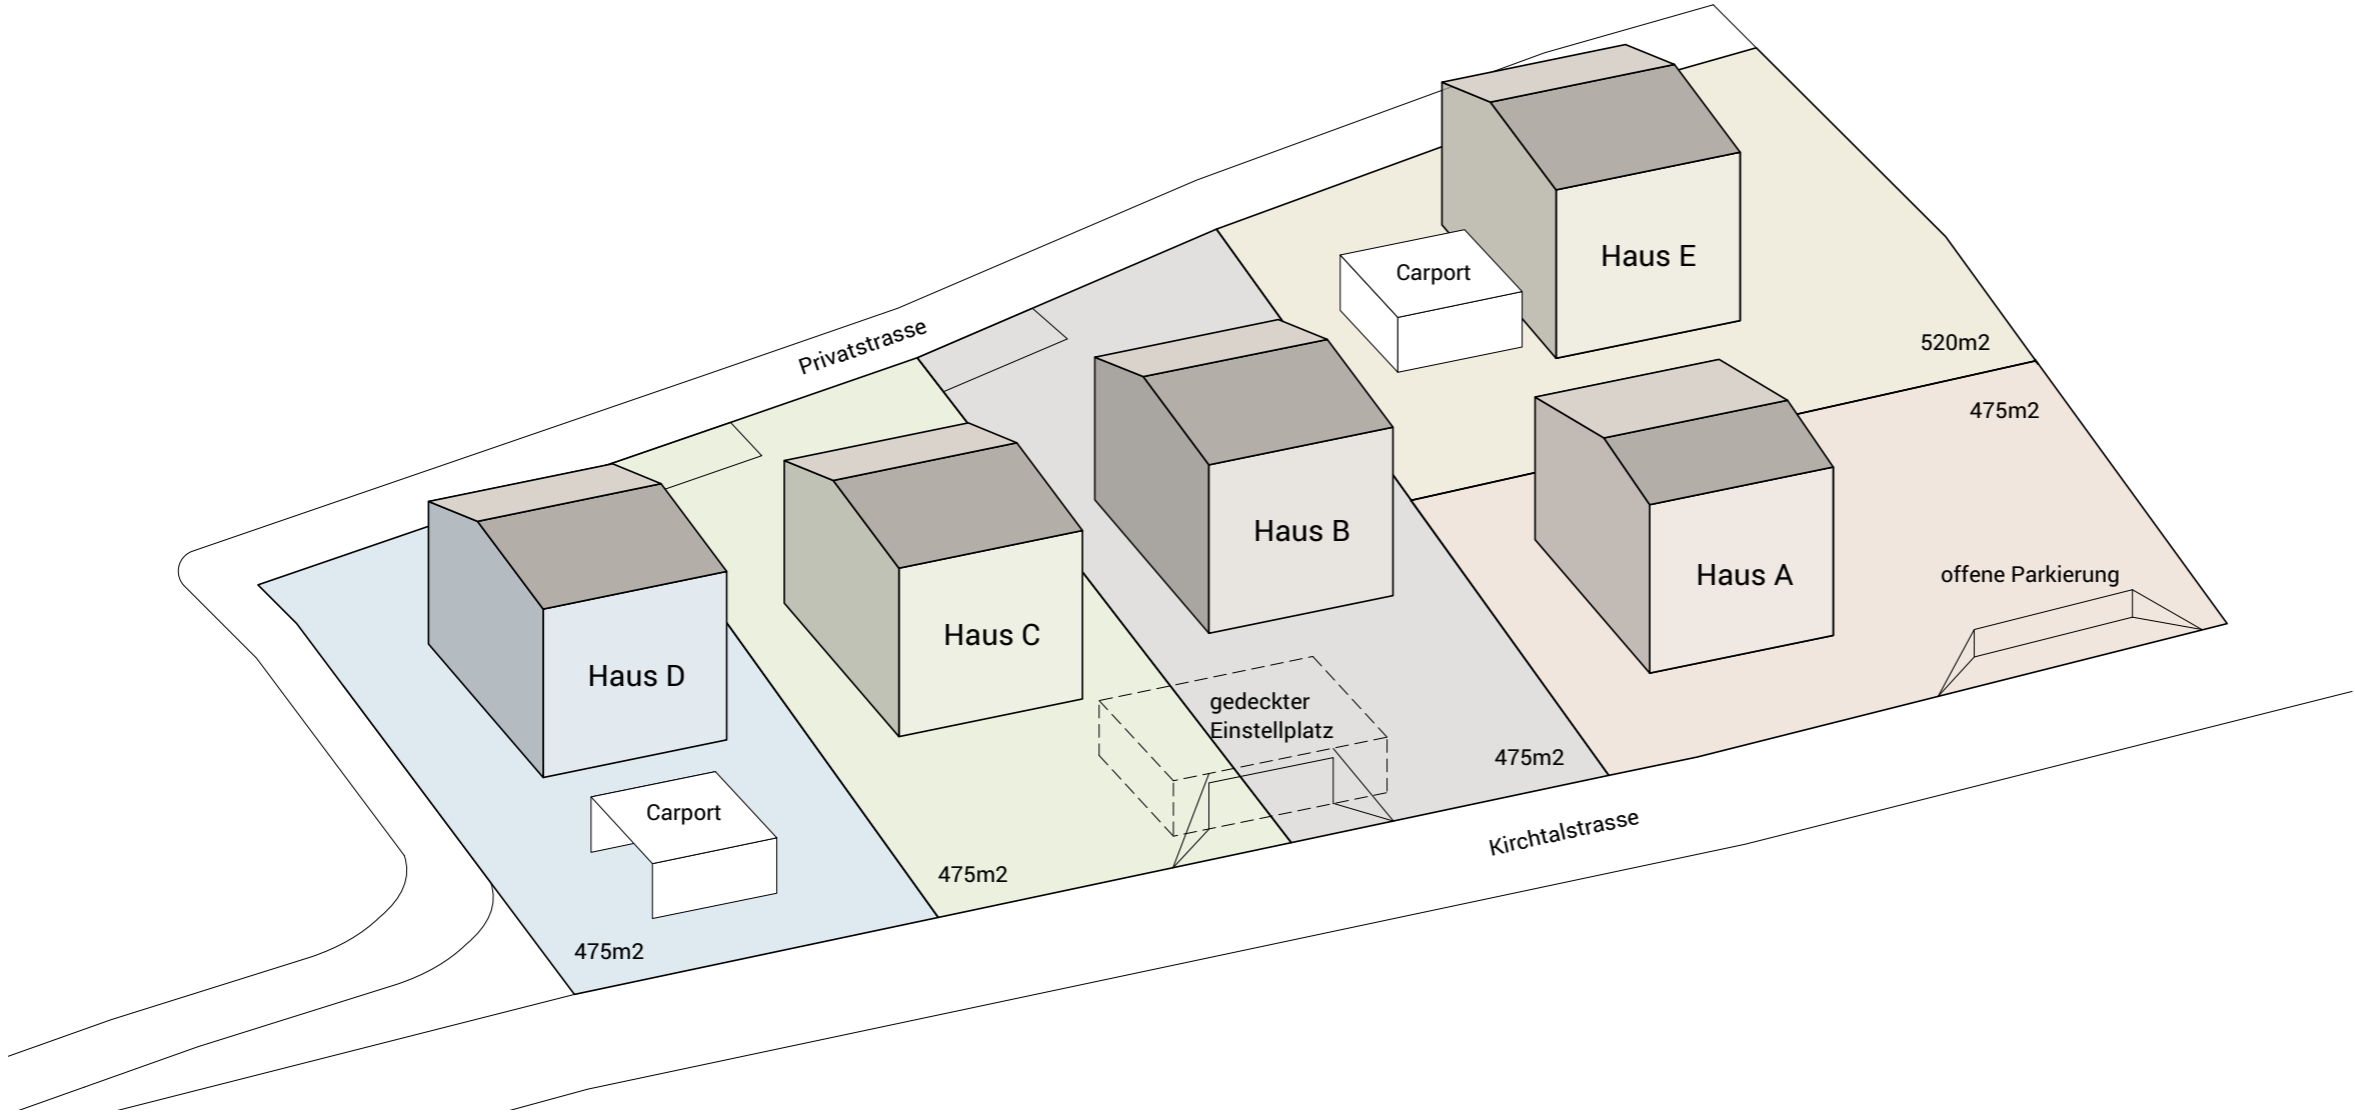 Haus E
Carport
Privatstrasse
520m2
475m2
Haus B
offene Parkierung
Haus A
Haus C
Haus D
gedeckter
Einstellplatz
475m2
Carport
Kirchtalstrasse
475m2
475m2